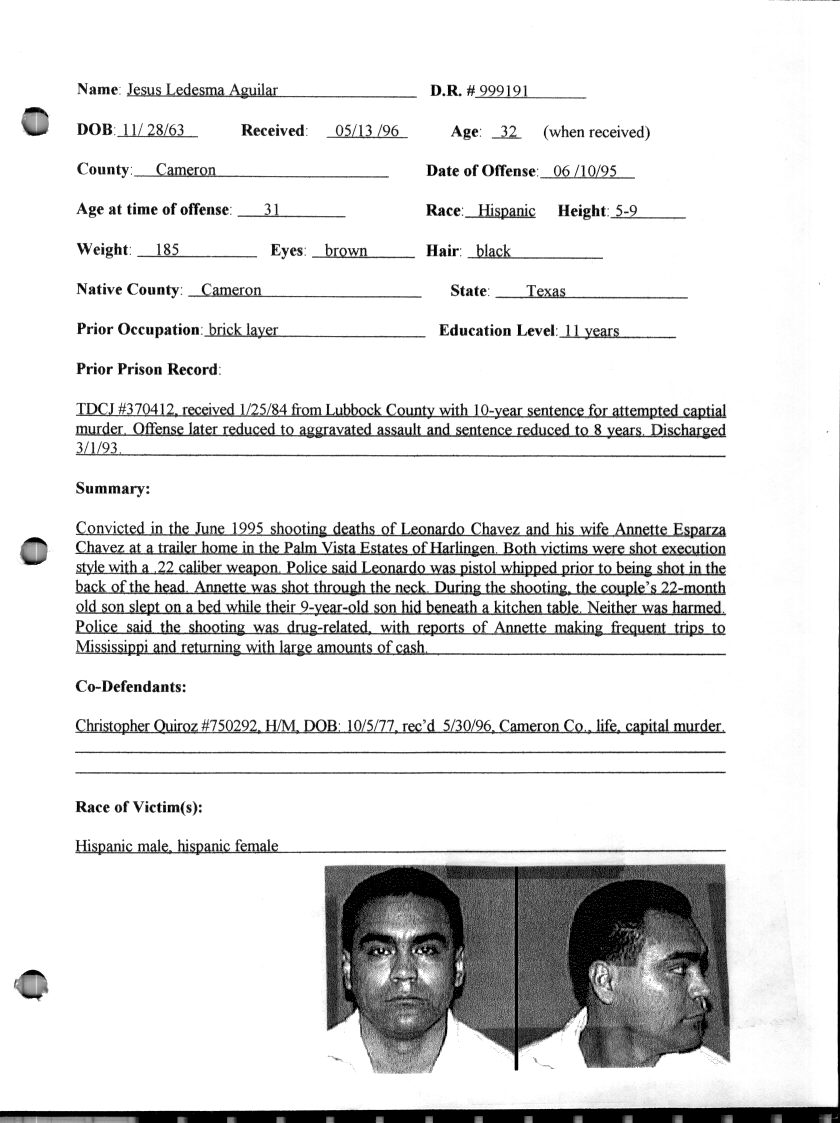 Name: Jesus Ledesma Aguilar D.R. # 999191
DOB: 11/ 28/63 Received: 05/13 /96 Age: 32 (when received)
County: Cameron Date of Offense: 06 /10/95
Age at time of offense: 31 Race: Hispanic Height: 5-9
Weight: 185 Eyes: brown Hair: black
Native County: Cameron State: Texas
Prior Occupation: brick layer Education Level: 11 years
Prior Prison Record:
TDCJ #370412, received 1/25/84 from Lubbock County with 10-year sentence for attempted captial
murder. Offense later reduced to aggravated assault and sentence reduced to 8 years. Discharged
3/1/93.
Summary:
Convicted in the June 1995 shooting deaths of Leonardo Chavez and his wife Annette Esparza
Chavez at a trailer home in the Palm Vista Estates of Harlingen. Both victims were shot execution
style with a .22 caliber weapon. Police said Leonardo was pistol whipped prior to being shot in the
back of the head. Annette was shot through the neck. During the shooting, the couple's 22-month
old son slept on a bed while their 9-year-old son hid beneath a kitchen table. Neither was harmed.
Police said the shooting was drug-related, with reports of Annette making frequent trips to
Mississippi and returning with large amounts of cash.
Co-Defendants:
Christopher Quiroz #750292, H/M, DOB: 10/5/77, rec'd 5/30/96, Cameron Co., life, capital murder.
Race of Victim(s):
Hispanic male, hispanic female